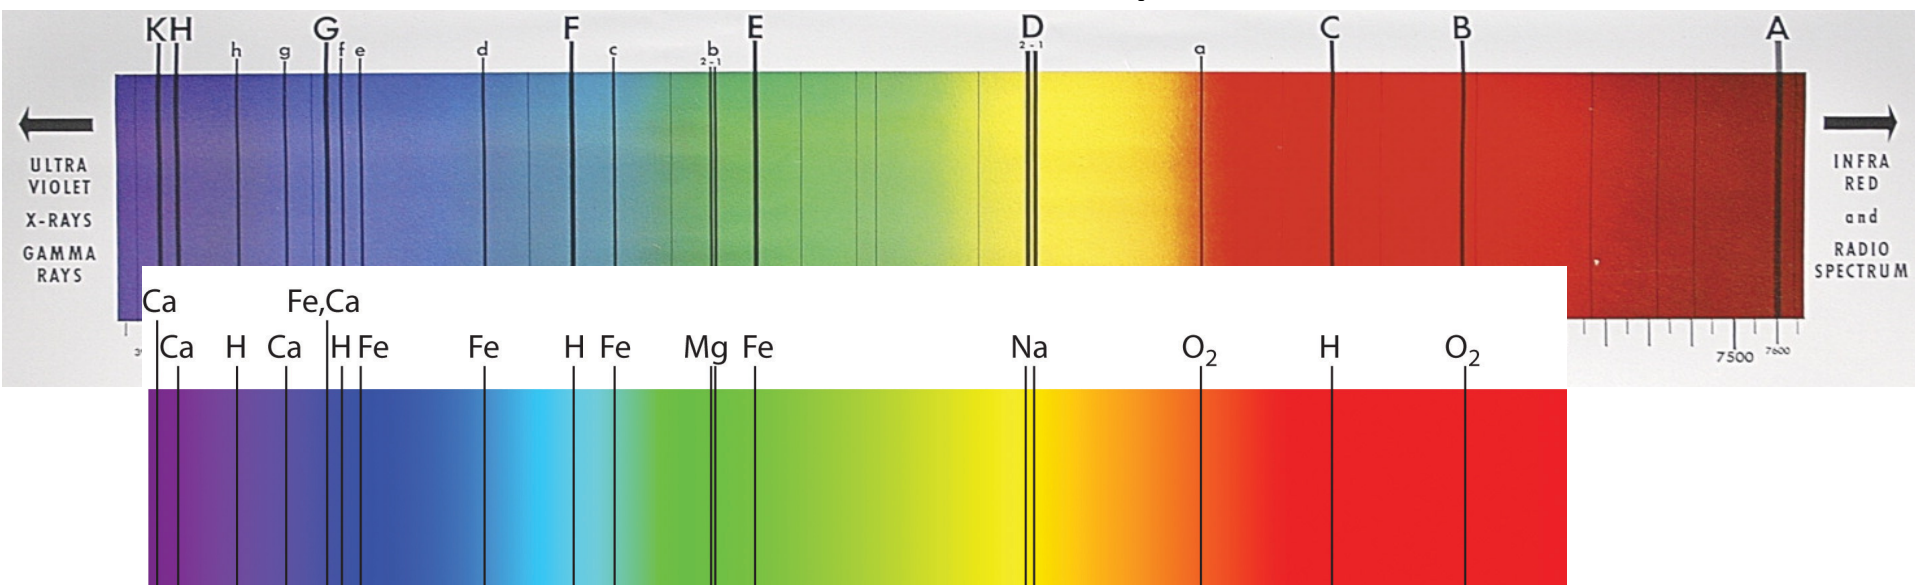 K H G F E D C B A
h g f e d c b a
2 - 1 2 - 1
ULTRA
VIOLET
X-RAYS
GAMMA
RAYS
INFRA
RED
and
RADIO
SPECTRUM
7500 7600
Ca Fe,Ca
Ca H Ca H Fe Fe H Fe Mg Fe Na O₂ H O₂